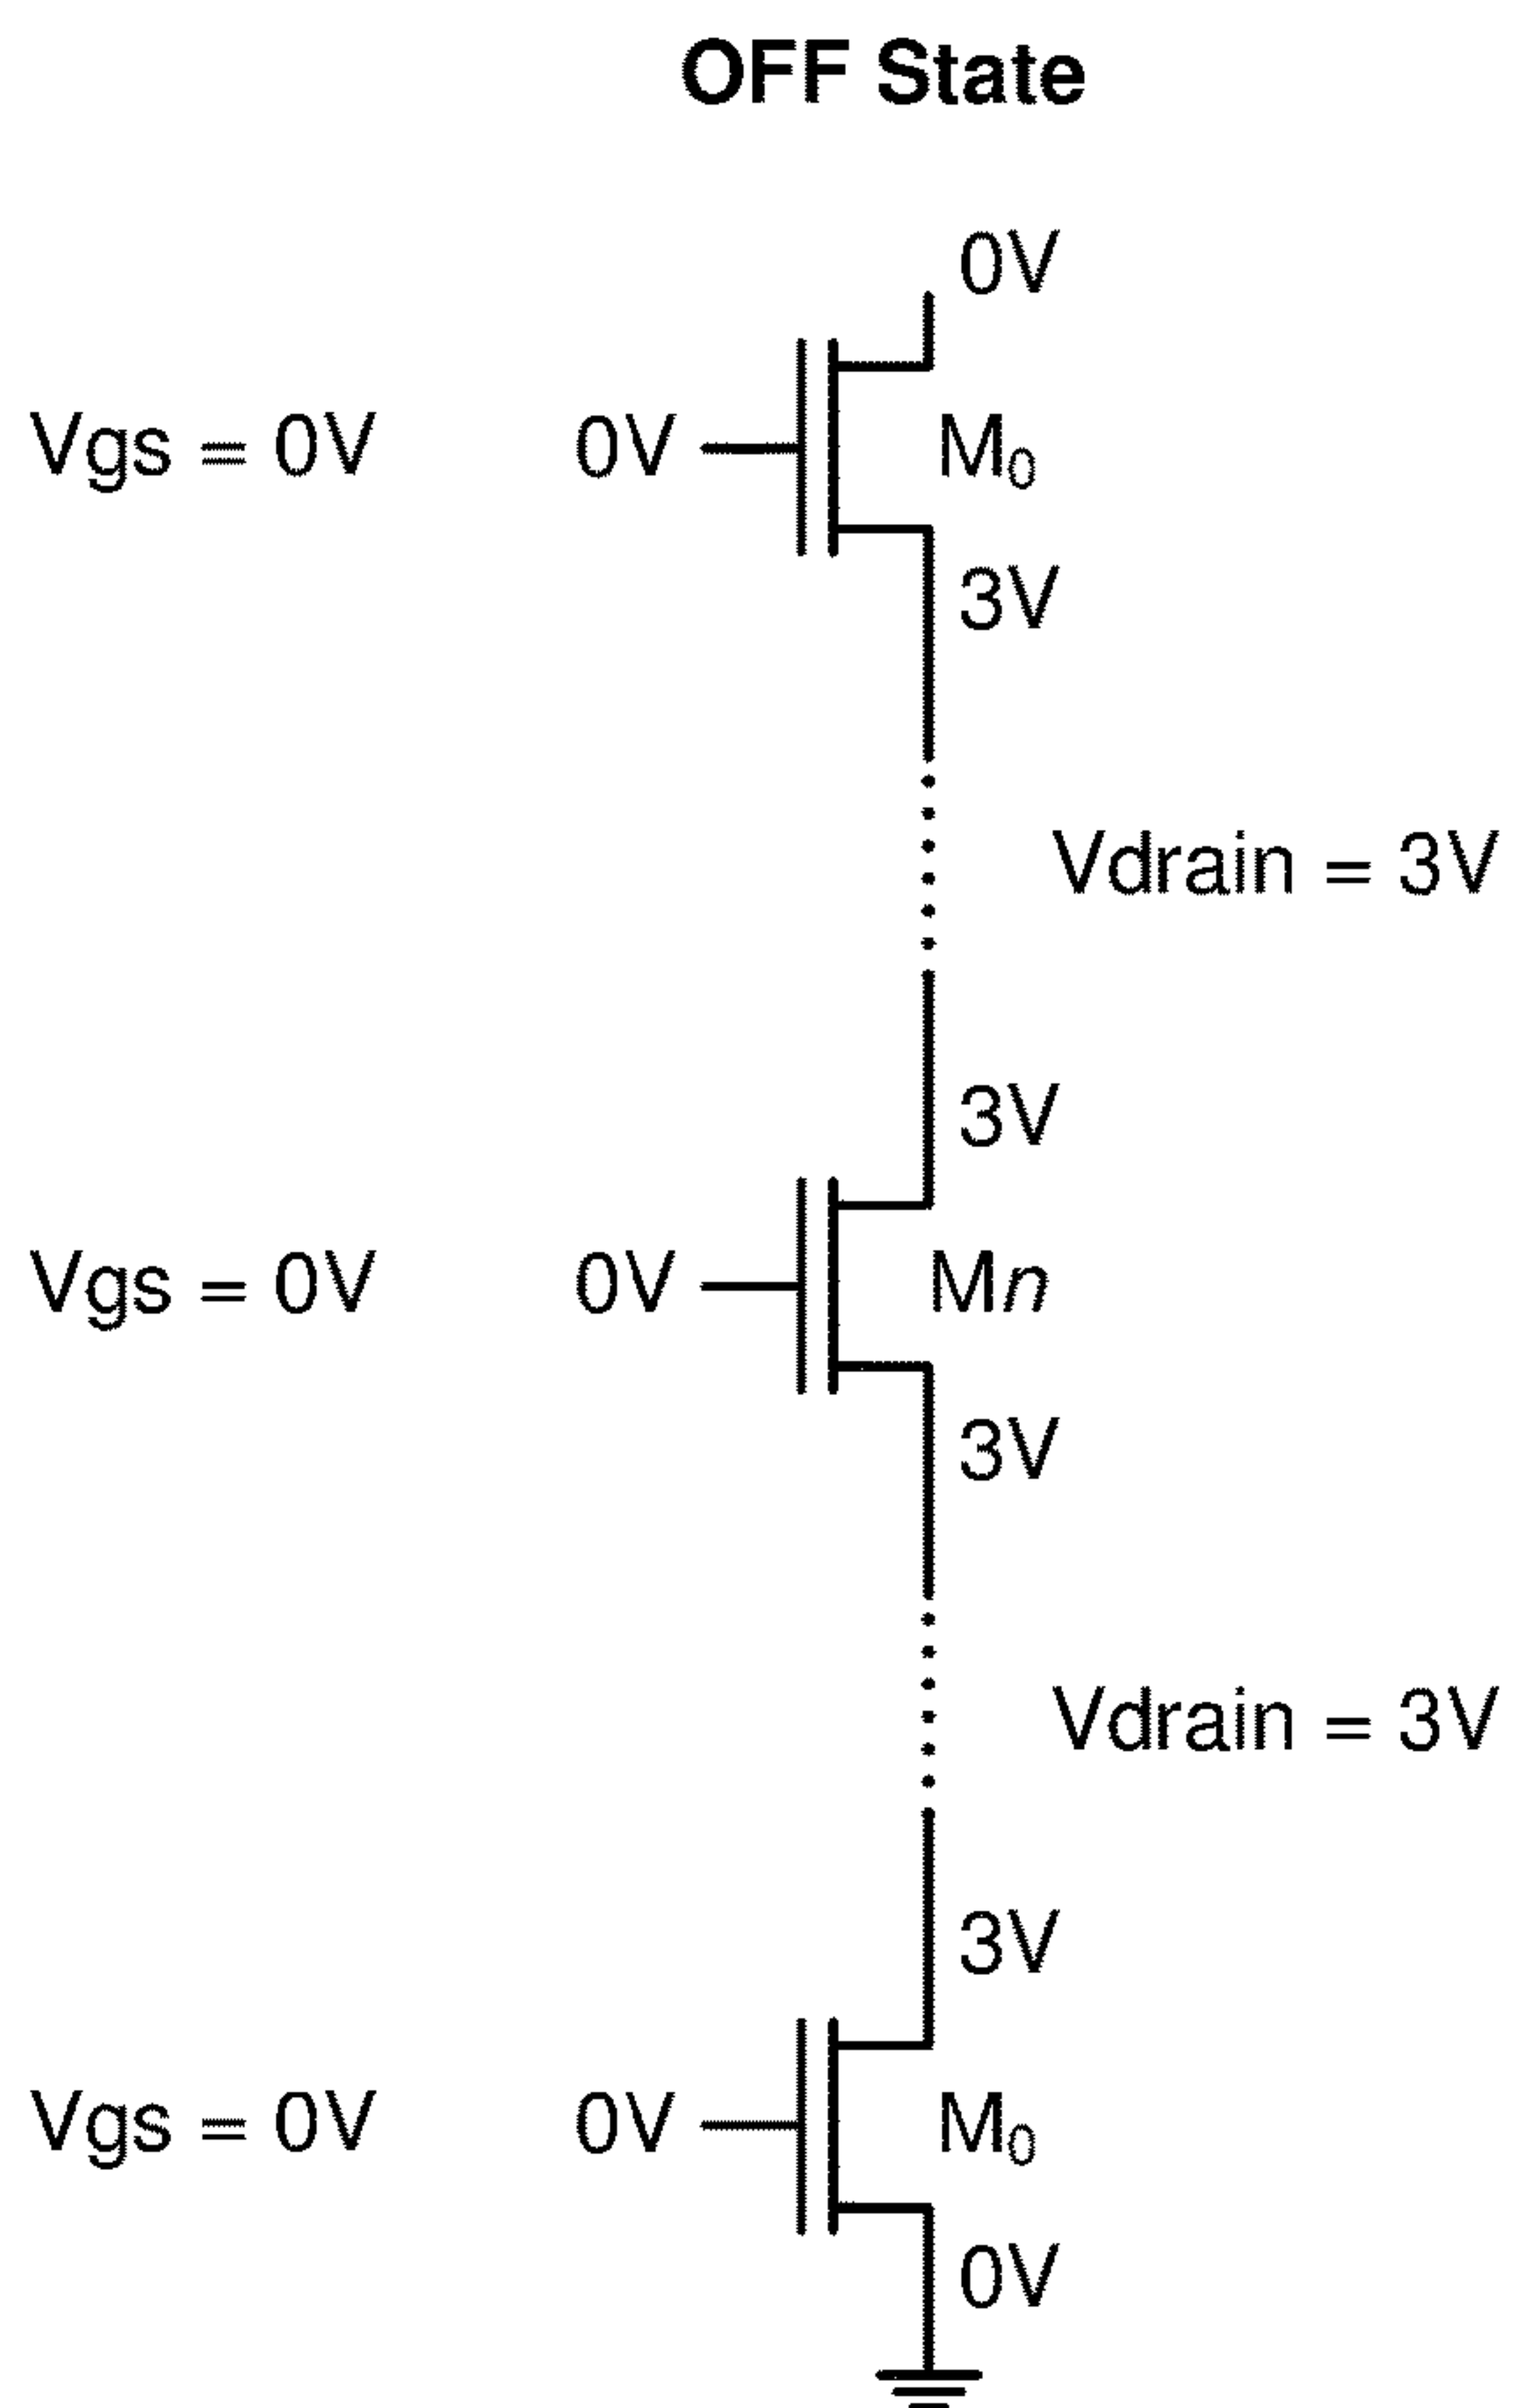 OFF State
0V
Vgs = 0V 0V M₀
3V
Vdrain = 3V
3V
Vgs = 0V 0V Mn
3V
Vdrain = 3V
3V
Vgs = 0V 0V M₀
0V